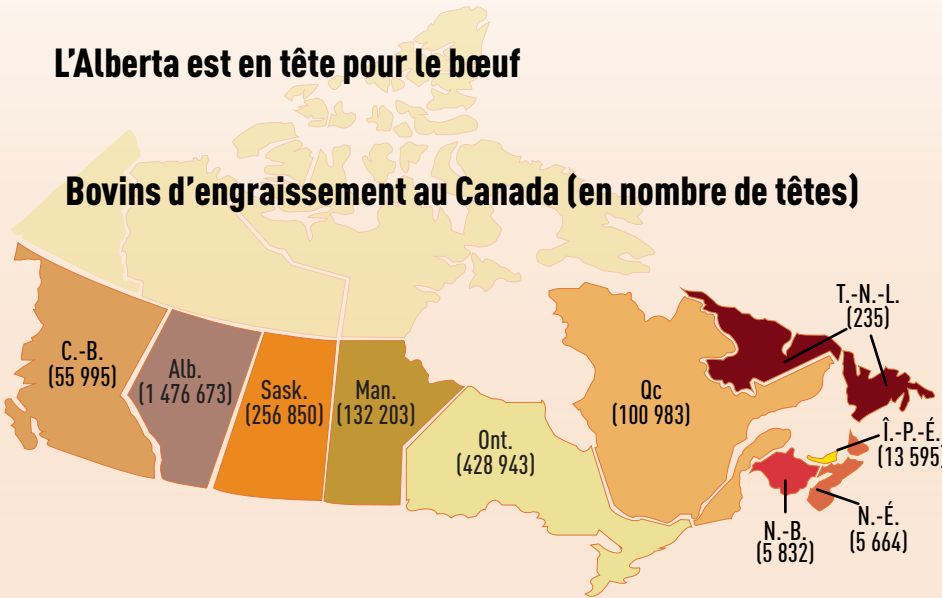 L'Alberta est en tête pour le bœuf
Bovins d'engraissement au Canada (en nombre de têtes)
C.-B.
(55 995)
Alb.
(1 476 673)
Sask.
(256 850)
Man.
(132 203)
Ont.
(428 943)
Qc
(100 983)
T.-N.-L.
(235)
Î.-P.-É.
(13 595)
N.-B.
(5 832)
N.-É.
(5 664)